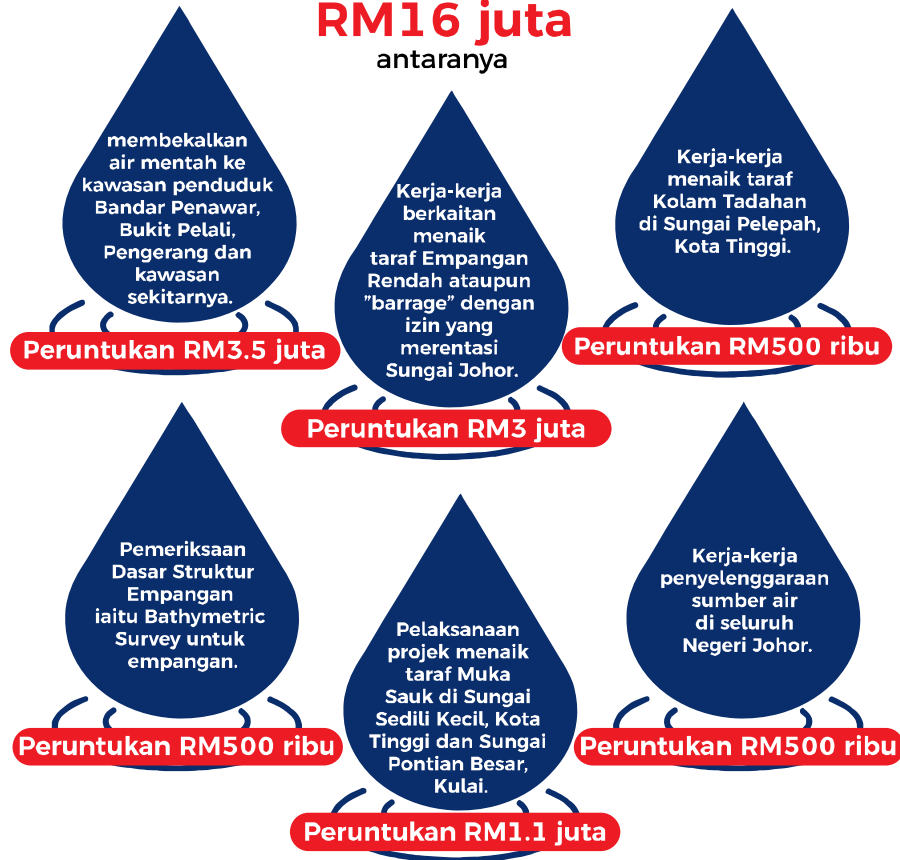 RM16 juta
antaranya
membekalkan
air mentah ke
kawasan penduduk
Bandar Penawar,
Bukit Pelali,
Pengerang dan
kawasan
sekitarnya.
Peruntukan RM3.5 juta
Kerja-kerja
berkaitan
menaik
taraf Empangan
Rendah ataupun
"barrage" dengan
izin yang
merentasi
Sungai Johor.
Peruntukan RM3 juta
Kerja-kerja
menaik taraf
Kolam Tadahan
di Sungai Pelepah,
Kota Tinggi.
Peruntukan RM500 ribu
Pemeriksaan
Dasar Struktur
Empangan
iaitu Bathymetric
Survey untuk
empangan.
Peruntukan RM500 ribu
Pelaksanaan
projek menaik
taraf Muka
Sauk di Sungai
Sedili Kecil, Kota
Tinggi dan Sungai
Pontian Besar,
Kulai.
Peruntukan RM1.1 juta
Kerja-kerja
penyelenggaraan
sumber air
di seluruh
Negeri Johor.
Peruntukan RM500 ribu